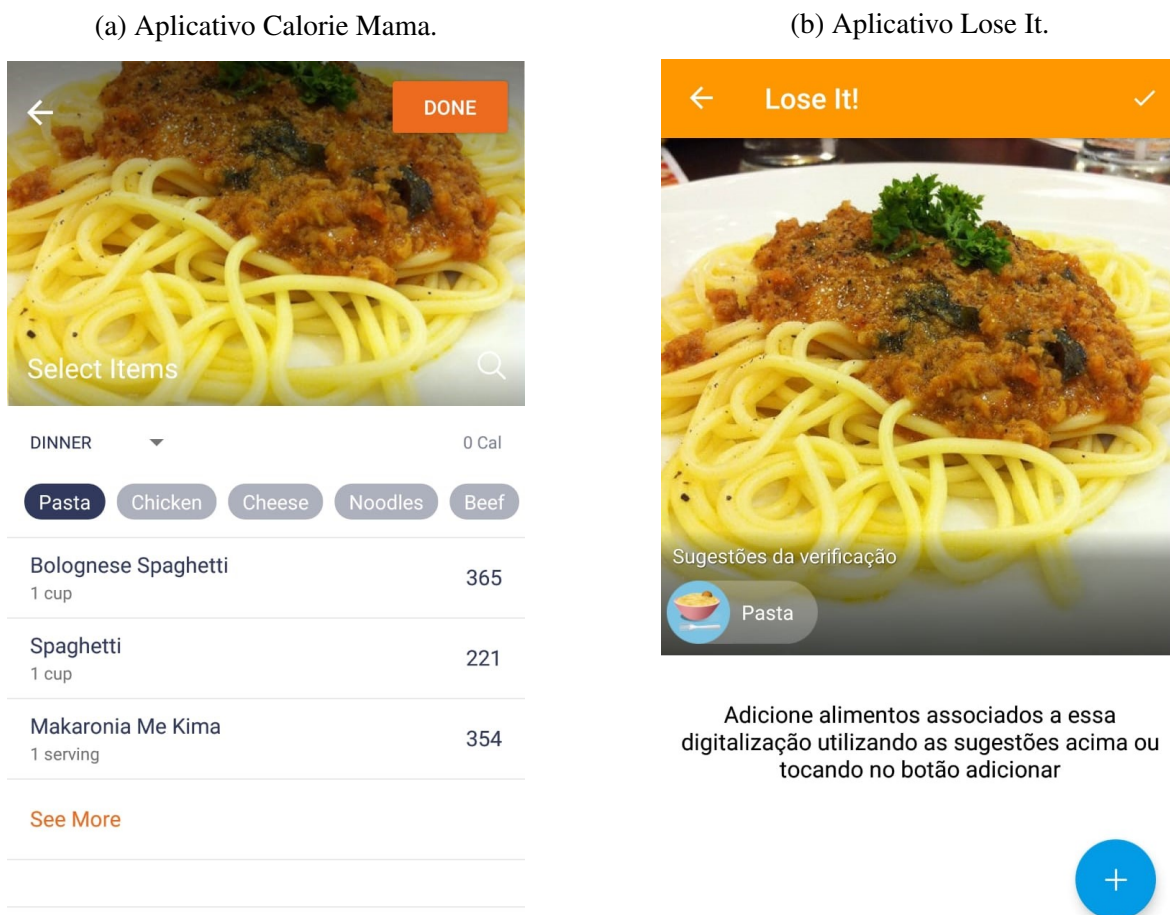 (a) Aplicativo Calorie Mama.
DONE
Select Items
DINNER 0 Cal
Pasta Chicken Cheese Noodles Beef
Bolognese Spaghetti
1 cup
365
Spaghetti
1 cup
221
Makaronia Me Kima
1 serving
354
See More
(b) Aplicativo Lose It.
Lose It!
Sugestões da verificação
Pasta
Adicione alimentos associados a essa
digitalização utilizando as sugestões acima ou
tocando no botão adicionar